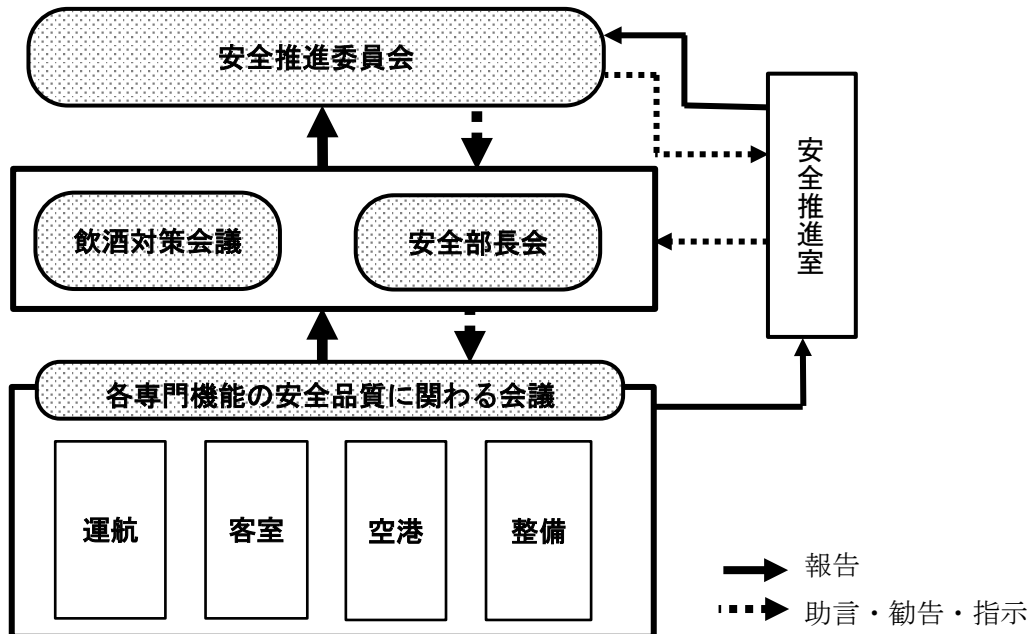 安全推進委員会
安全推進室
飲酒対策会議
安全部長会
各専門機能の安全品質に関わる会議
運航
客室
空港
整備
報告
助言・勧告・指示